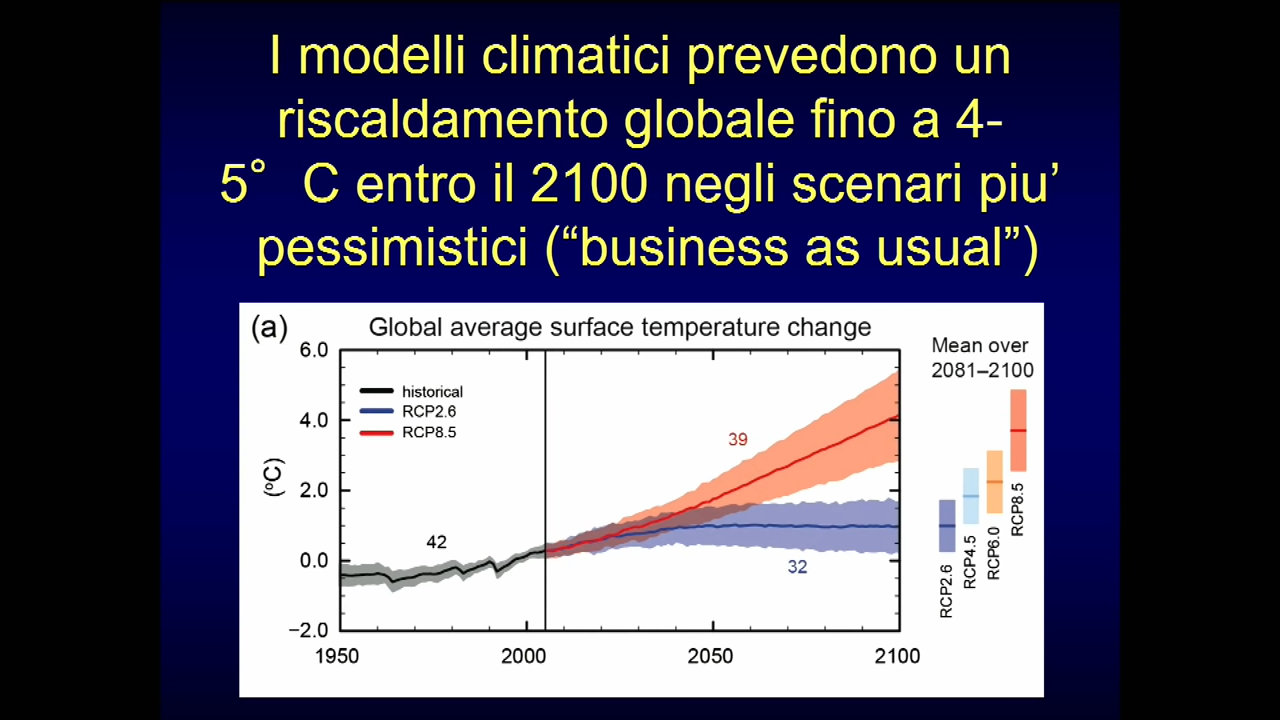 I modelli climatici prevedono un
riscaldamento globale fino a 4-
5° C entro il 2100 negli scenari piu’
pessimistici (“business as usual”)
(a) Global average surface temperature change
6.0
4.0
2.0
0.0
−2.0
(°C)
historical
RCP2.6
RCP8.5
42
39
32
1950 2000 2050 2100
Mean over
2081–2100
RCP2.6
RCP4.5
RCP6.0
RCP8.5